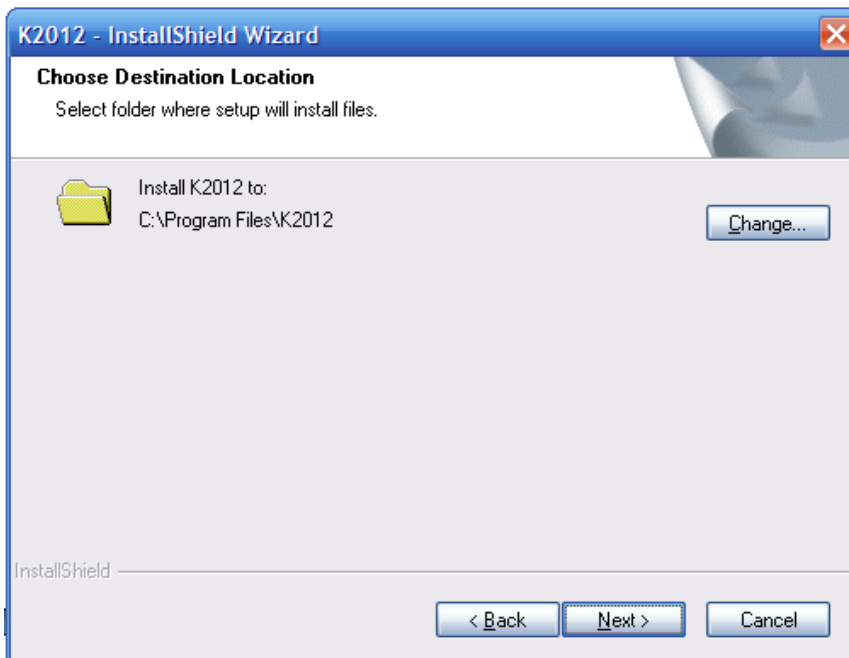 K2012 - InstallShield Wizard
Choose Destination Location
Select folder where setup will install files.
Install K2012 to:
C:\Program Files\K2012
Change...
InstallShield
< Back
Next >
Cancel